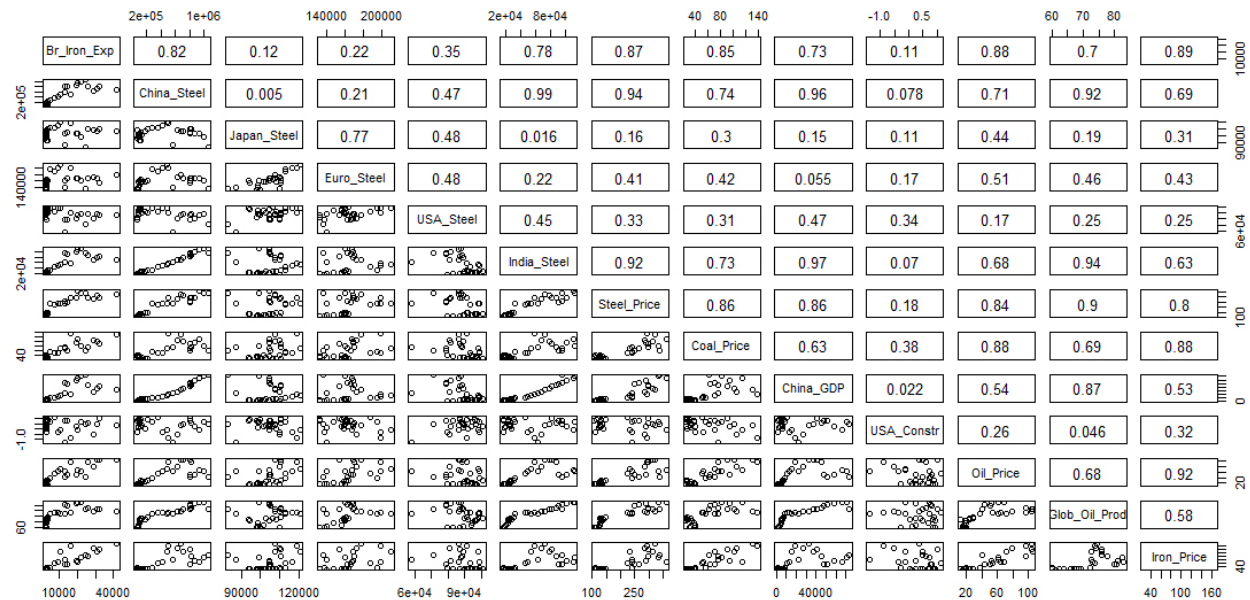 2e+05 1e+06 140000 200000 2e+04 8e+04 40 80 140 -1.0 0.5 60 70 80
Br_Iron_Exp 0.82 0.12 0.22 0.35 0.78 0.87 0.85 0.73 0.11 0.88 0.7 0.89 10000
2e+05 China_Steel 0.005 0.21 0.47 0.99 0.94 0.74 0.96 0.078 0.71 0.92 0.69
Japan_Steel 0.77 0.48 0.016 0.16 0.3 0.15 0.11 0.44 0.19 0.31 90000
140000 Euro_Steel 0.48 0.22 0.41 0.42 0.055 0.17 0.51 0.46 0.43
USA_Steel 0.45 0.33 0.31 0.47 0.34 0.17 0.25 0.25 6e+04
2e+04 India_Steel 0.92 0.73 0.97 0.07 0.68 0.94 0.63
Steel_Price 0.86 0.86 0.18 0.84 0.9 0.8 100
40 Coal_Price 0.63 0.38 0.88 0.69 0.88
China_GDP 0.022 0.54 0.87 0.53 0
-1.0 USA_Constr 0.26 0.046 0.32
Oil_Price 0.68 0.92 20
60 Glob_Oil_Prod 0.58
Iron_Price 40
10000 40000 90000 120000 6e+04 9e+04 100 250 0 40000 20 60 100 40 100 160